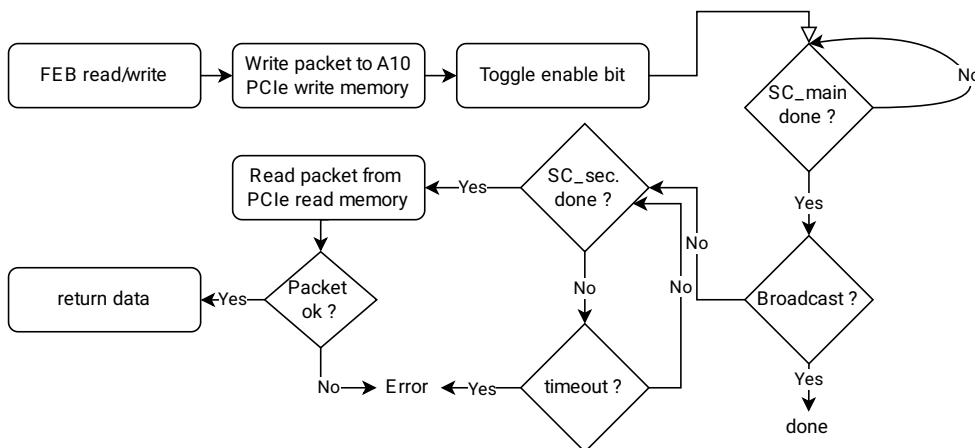 FEB read/write
Write packet to A10
PCIe write memory
Toggle enable bit
SC_main
done ?
No
Yes
Read packet from
PCIe read memory
Yes
SC_sec.
done ?
No
No
No
Broadcast ?
Yes
done
return data
Yes
Packet
ok ?
No
Error
Yes
timeout ?